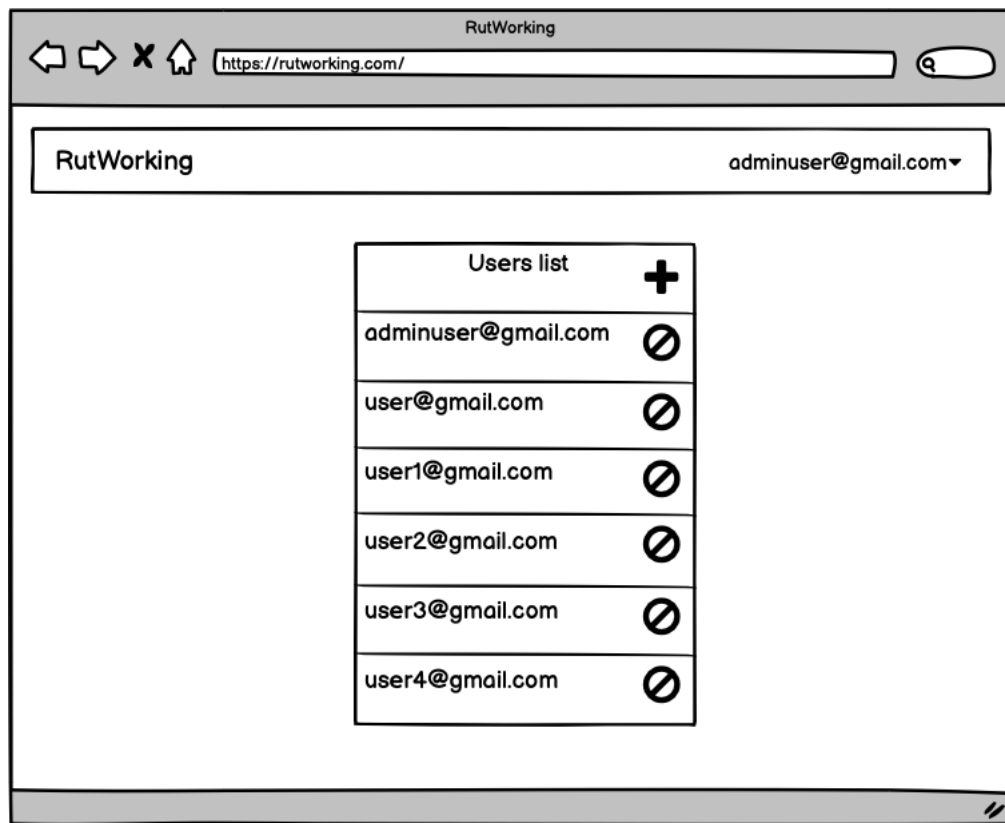 RutWorking
https://rutworking.com/
RutWorking
adminuser@gmail.com
Users list
adminuser@gmail.com
user@gmail.com
user1@gmail.com
user2@gmail.com
user3@gmail.com
user4@gmail.com